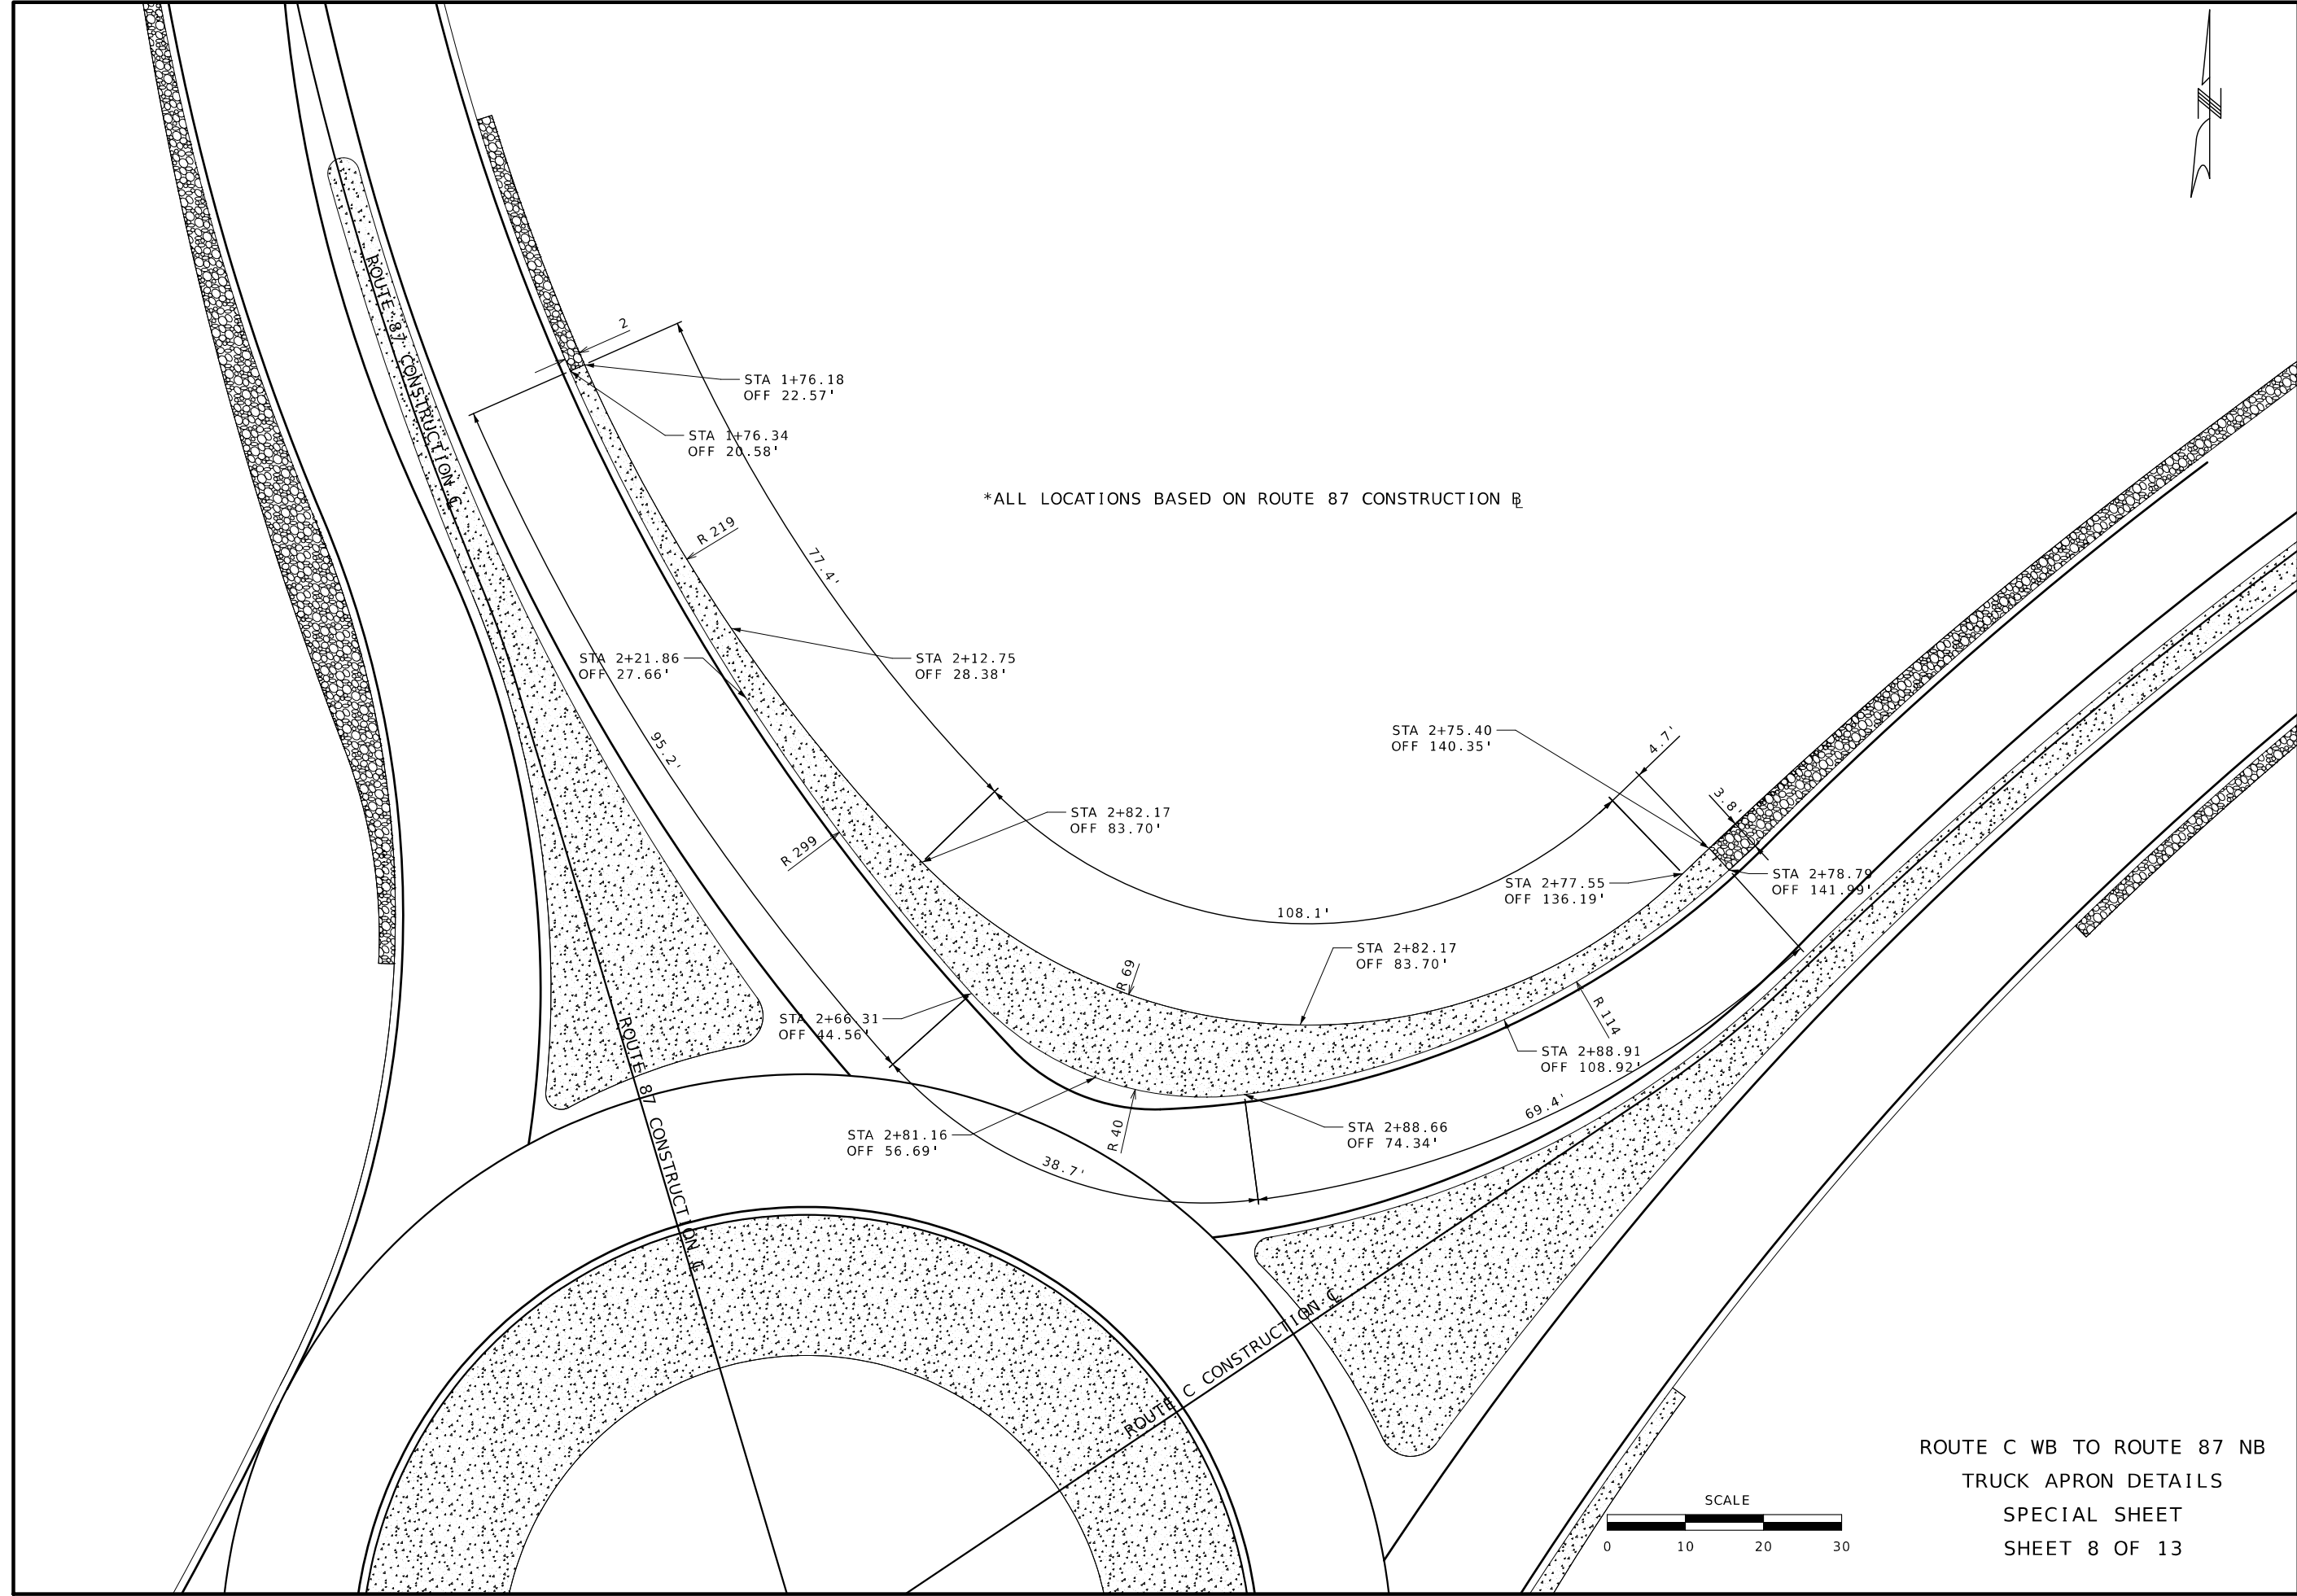 N
ROUTE 87 CONSTRUCTION ℄
2
STA 1+76.18
OFF 22.57'
STA 1+76.34
OFF 20.58'
*ALL LOCATIONS BASED ON ROUTE 87 CONSTRUCTION BL
R 219
77.4'
STA 2+21.86
OFF 27.66'
STA 2+12.75
OFF 28.38'
95.2'
STA 2+75.40
OFF 140.35'
4.7'
3.8'
STA 2+82.17
OFF 83.70'
R 299
STA 2+77.55
OFF 136.19'
STA 2+78.79
OFF 141.99'
108.1'
STA 2+82.17
OFF 83.70'
R 69
STA 2+66.31
OFF 44.56'
R 114
STA 2+88.91
OFF 108.92'
ROUTE 87 CONSTRUCTION ℄
69.4'
STA 2+81.16
OFF 56.69'
R 40
STA 2+88.66
OFF 74.34'
38.7'
ROUTE C CONSTRUCTION ℄
SCALE
0 10 20 30
ROUTE C WB TO ROUTE 87 NB
TRUCK APRON DETAILS
SPECIAL SHEET
SHEET 8 OF 13